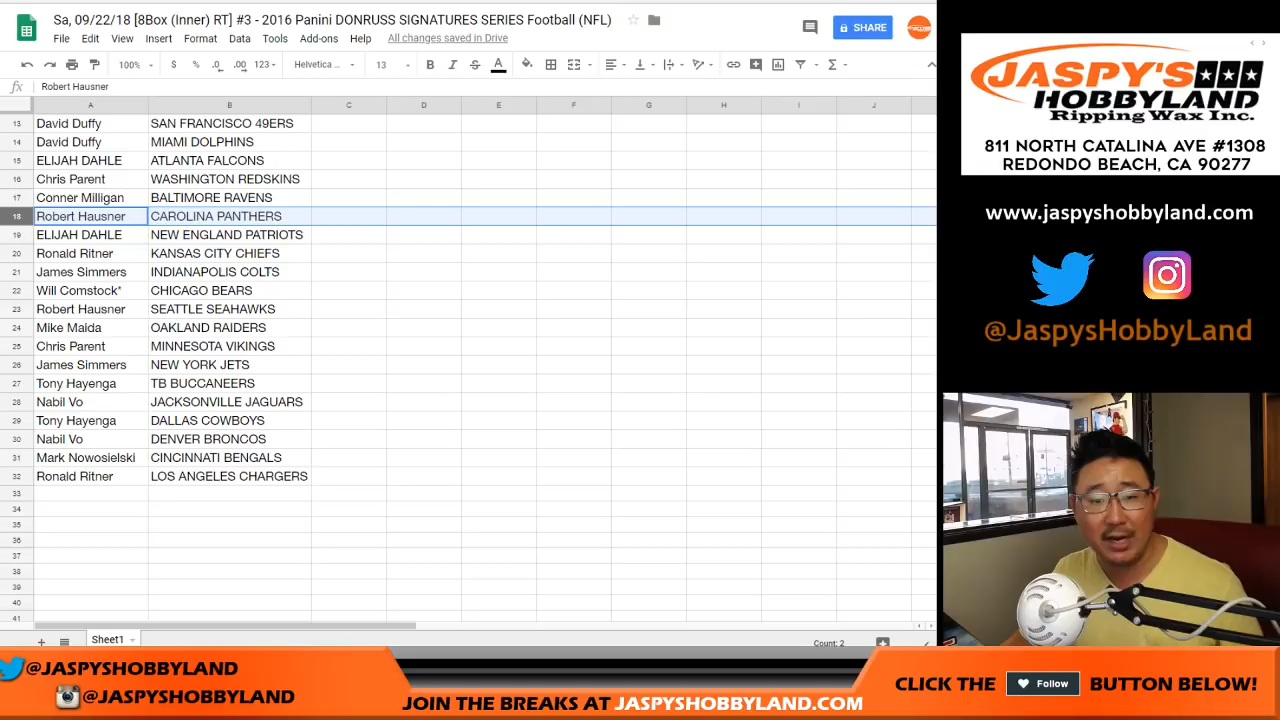 Sa, 09/22/18 [8Box (Inner) RT] #3 - 2016 Panini DONRUSS SIGNATURES SERIES Football (NFL)
File Edit View Insert Format Data Tools Add-ons Help All changes saved in Drive
SHARE
100% $ % .0 .00 123 Helvetica ... 13 B I S A
fx Robert Hausner
A B C D E F G H I J
13 David Duffy SAN FRANCISCO 49ERS
14 David Duffy MIAMI DOLPHINS
15 ELIJAH DAHLE ATLANTA FALCONS
16 Chris Parent WASHINGTON REDSKINS
17 Conner Milligan BALTIMORE RAVENS
18 Robert Hausner CAROLINA PANTHERS
19 ELIJAH DAHLE NEW ENGLAND PATRIOTS
20 Ronald Ritner KANSAS CITY CHIEFS
21 James Simmers INDIANAPOLIS COLTS
22 Will Comstock* CHICAGO BEARS
23 Robert Hausner SEATTLE SEAHAWKS
24 Mike Maida OAKLAND RAIDERS
25 Chris Parent MINNESOTA VIKINGS
26 James Simmers NEW YORK JETS
27 Tony Hayenga TB BUCCANEERS
28 Nabil Vo JACKSONVILLE JAGUARS
29 Tony Hayenga DALLAS COWBOYS
30 Nabil Vo DENVER BRONCOS
31 Mark Nowosielski CINCINNATI BENGALS
32 Ronald Ritner LOS ANGELES CHARGERS
33
34
35
36
37
38
39
40
41
Sheet1
Count: 2
JASPY'S
HOBBYLAND
Ripping Wax Inc.
811 NORTH CATALINA AVE #1308
REDONDO BEACH, CA 90277
www.jaspyshobbyland.com
@JaspysHobbyLand
@JASPYSHOBBYLAND
@JASPYSHOBBYLAND
JOIN THE BREAKS AT JASPYSHOBBYLAND.COM
CLICK THE Follow BUTTON BELOW!